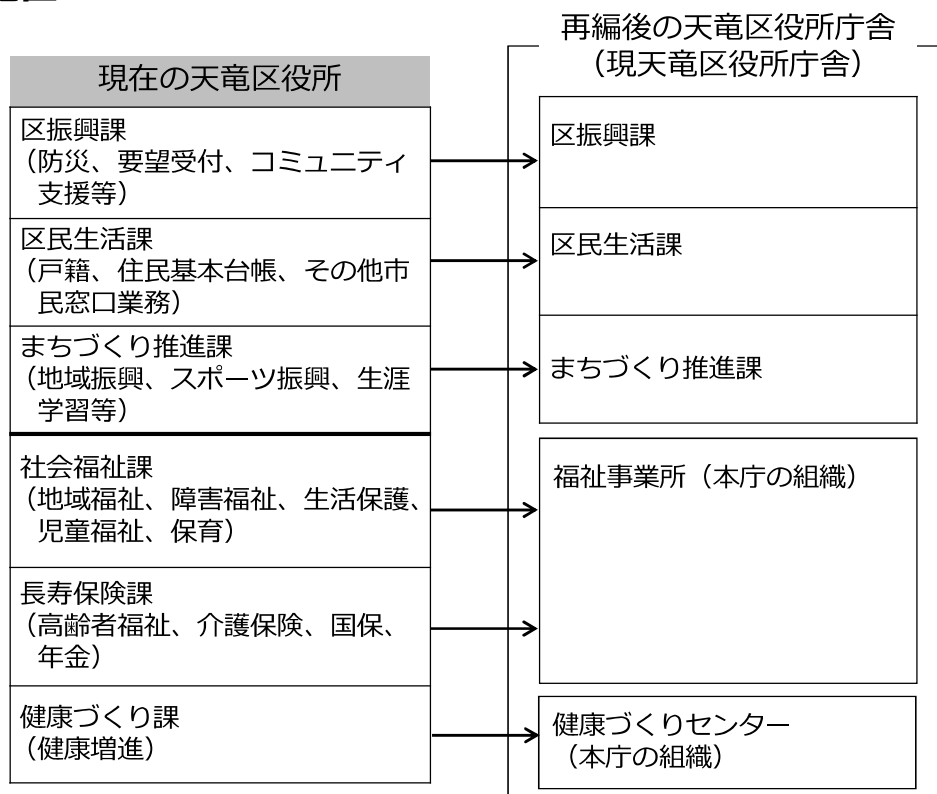 現在の天竜区役所
区振興課
（防災、要望受付、コミュニティ
支援等）
区民生活課
（戸籍、住民基本台帳、その他市
民窓口業務）
まちづくり推進課
（地域振興、スポーツ振興、生涯
学習等）
社会福祉課
（地域福祉、障害福祉、生活保護、
児童福祉、保育）
長寿保険課
（高齢者福祉、介護保険、国保、
年金）
健康づくり課
（健康増進）
再編後の天竜区役所庁舎
（現天竜区役所庁舎）
区振興課
区民生活課
まちづくり推進課
福祉事業所（本庁の組織）
健康づくりセンター
（本庁の組織）